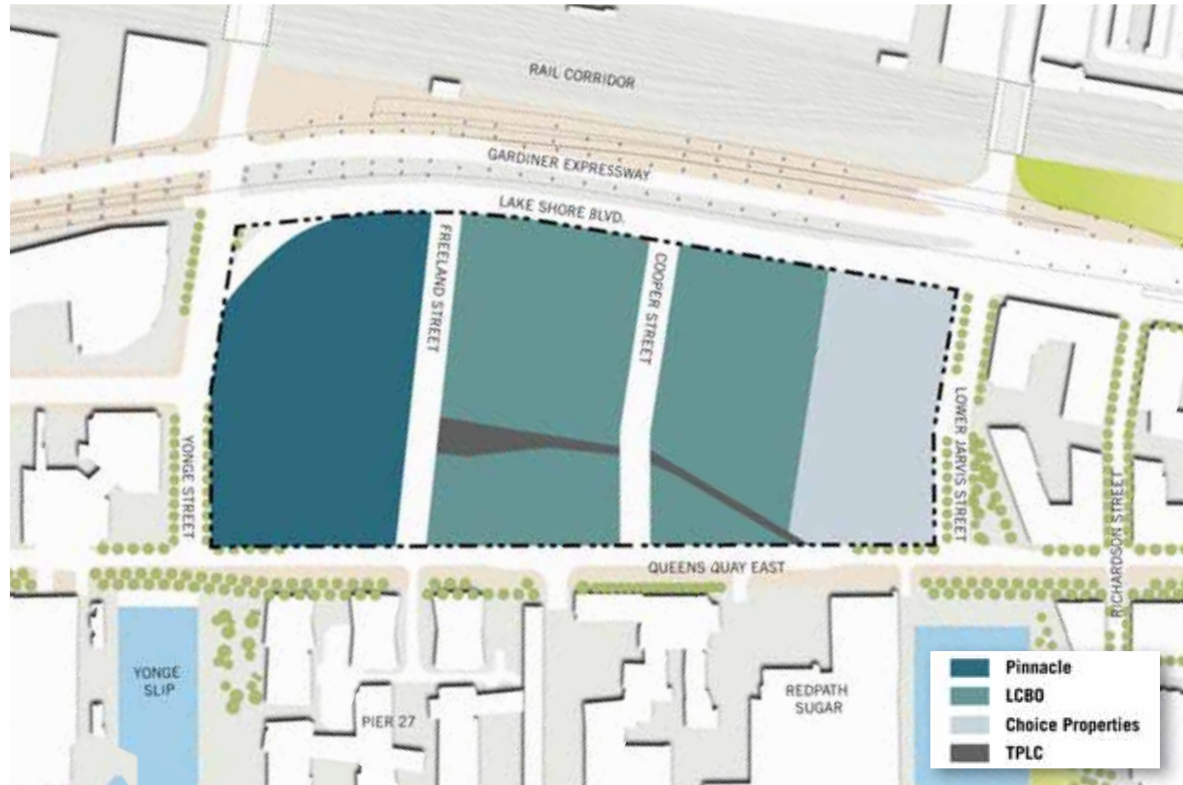 RAIL CORRIDOR
GARDINER EXPRESSWAY
LAKE SHORE BLVD.
FREELAND STREET
COOPER STREET
YONGE STREET
LOWER JARVIS STREET
RICHARDSON STREET
QUEENS QUAY EAST
YONGE
SLIP
PIER 27
REDPATH
SUGAR
Pinnacle
LCBO
Choice Properties
TPLC